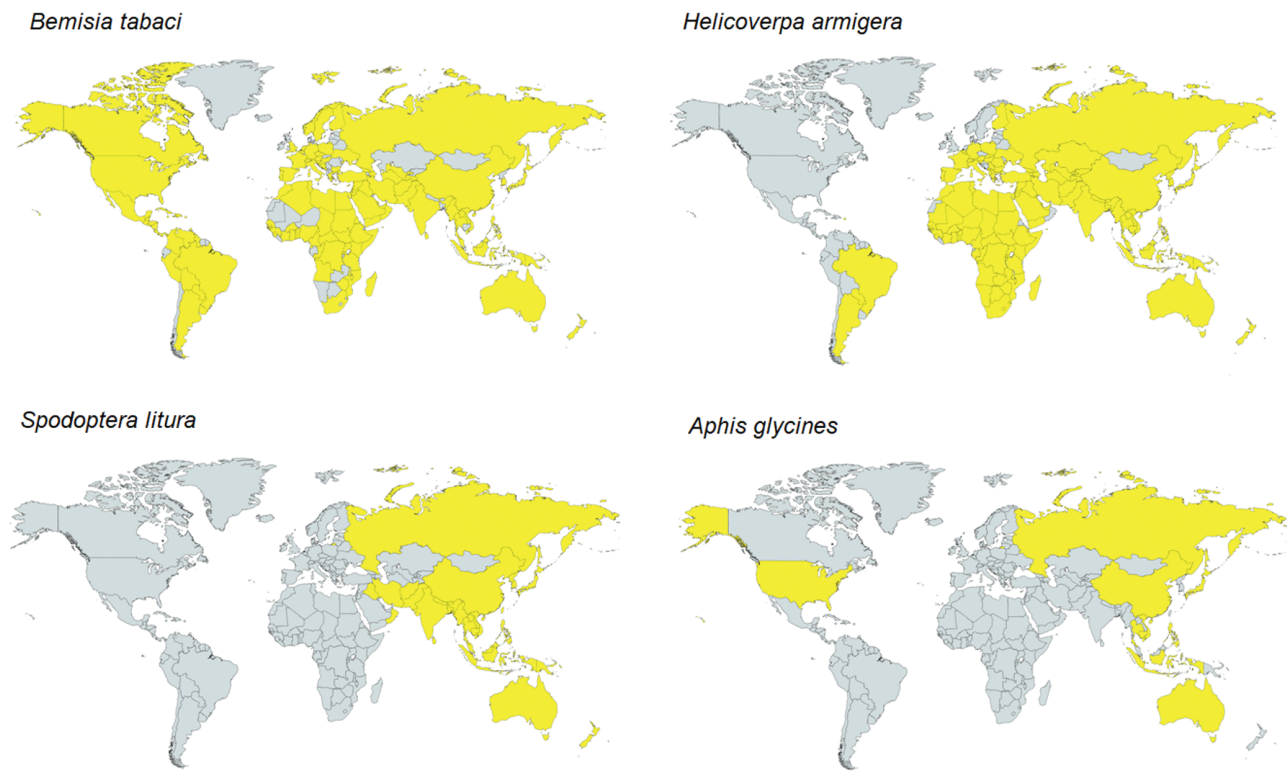 Bemisia tabaci
Helicoverpa armigera
Spodoptera litura
Aphis glycines